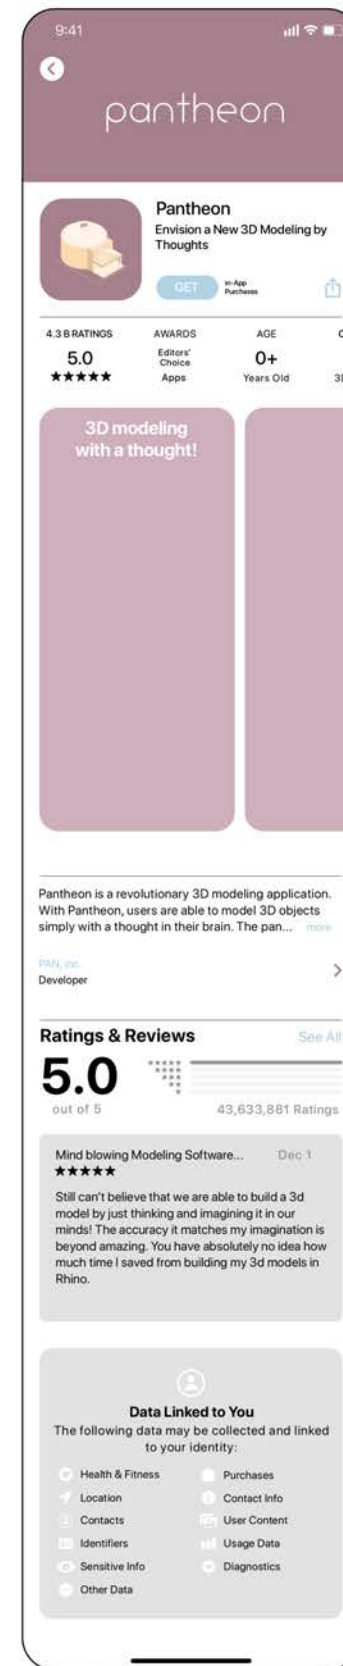 9:41
pantheon
Pantheon
Envision a New 3D Modeling by
Thoughts
GET
In-App
Purchases
4.3 B RATINGS
5.0
★★★★★
AWARDS
Editors'
Choice
Apps
AGE
0+
Years Old
3D modeling
with a thought!
Pantheon is a revolutionary 3D modeling application.
With Pantheon, users are able to model 3D objects
simply with a thought in their brain. The pan... more
PAN, inc.
Developer
Ratings & Reviews
See All
5.0
out of 5
43,633,881 Ratings
Mind blowing Modeling Software...
Dec 1
★★★★★
Still can't believe that we are able to build a 3d
model by just thinking and imagining it in our
minds! The accuracy it matches my imagination is
beyond amazing. You have absolutely no idea how
much time I saved from building my 3d models in
Rhino.
Data Linked to You
The following data may be collected and linked
to your identity:
Health & Fitness
Purchases
Location
Contact Info
Contacts
User Content
Identifiers
Usage Data
Sensitive Info
Diagnostics
Other Data